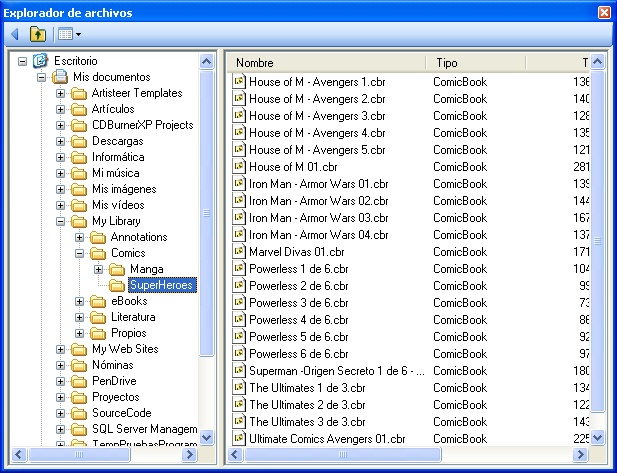 Explorador de archivos
Escritorio
Mis documentos
Artisteer Templates
Artículos
CDBurnerXP Projects
Descargas
Informática
Mi música
Mis imágenes
Mis vídeos
My Library
Annotations
Comics
Manga
SuperHeroes
eBooks
Literatura
Propios
My Web Sites
Nóminas
PenDrive
Proyectos
SourceCode
SQL Server Managem
TempPruebasProgram
Nombre Tipo T
House of M - Avengers 1.cbr ComicBook 136
House of M - Avengers 2.cbr ComicBook 140
House of M - Avengers 3.cbr ComicBook 128
House of M - Avengers 4.cbr ComicBook 135
House of M - Avengers 5.cbr ComicBook 121
House of M 01.cbr ComicBook 281
Iron Man - Armor Wars 01.cbr ComicBook 139
Iron Man - Armor Wars 02.cbr ComicBook 144
Iron Man - Armor Wars 03.cbr ComicBook 167
Iron Man - Armor Wars 04.cbr ComicBook 137
Marvel Divas 01.cbr ComicBook 171
Powerless 1 de 6.cbr ComicBook 104
Powerless 2 de 6.cbr ComicBook 99
Powerless 3 de 6.cbr ComicBook 73
Powerless 4 de 6.cbr ComicBook 86
Powerless 5 de 6.cbr ComicBook 92
Powerless 6 de 6.cbr ComicBook 97
Superman -Origen Secreto 1 de 6 - ... ComicBook 180
The Ultimates 1 de 3.cbr ComicBook 134
The Ultimates 2 de 3.cbr ComicBook 122
The Ultimates 3 de 3.cbr ComicBook 143
Ultimate Comics Avengers 01.cbr ComicBook 225